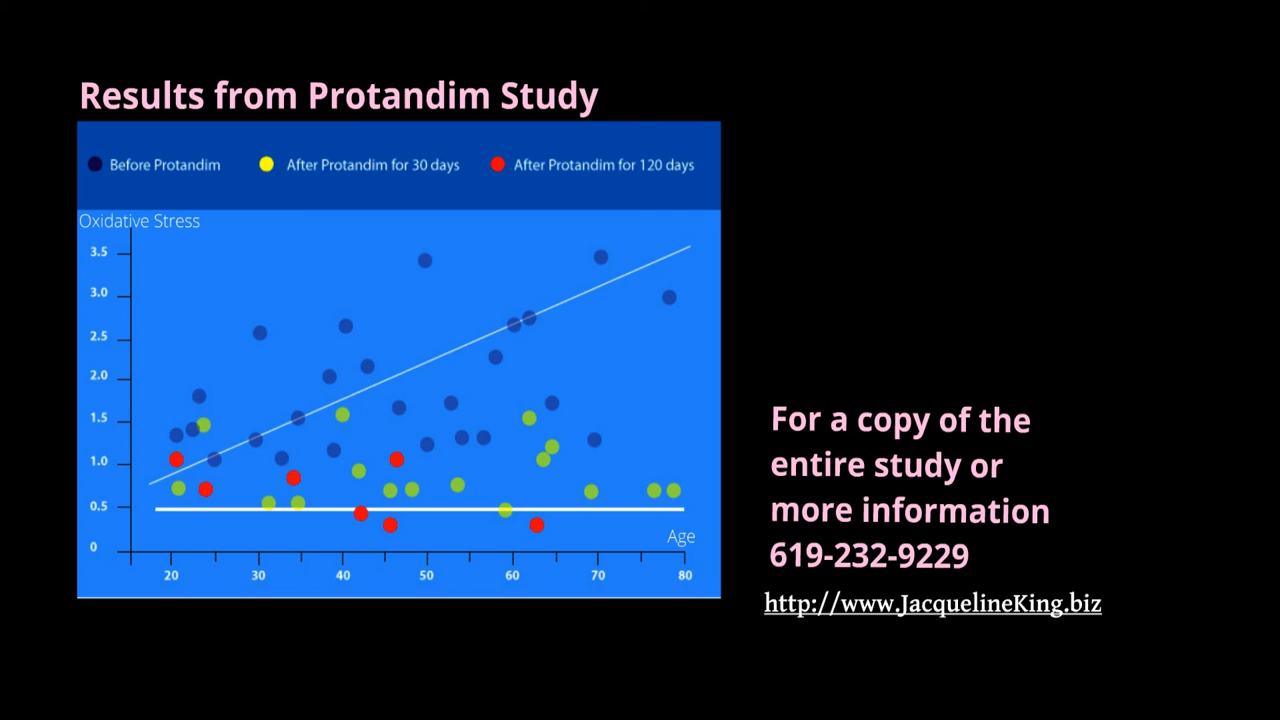 Results from Protandim Study
Before Protandim
After Protandim for 30 days
After Protandim for 120 days
Oxidative Stress
3.5
3.0
2.5
2.0
1.5
1.0
0.5
0
Age
20 30 40 50 60 70 80
For a copy of the
entire study or
more information
619-232-9229
http://www.JacquelineKing.biz